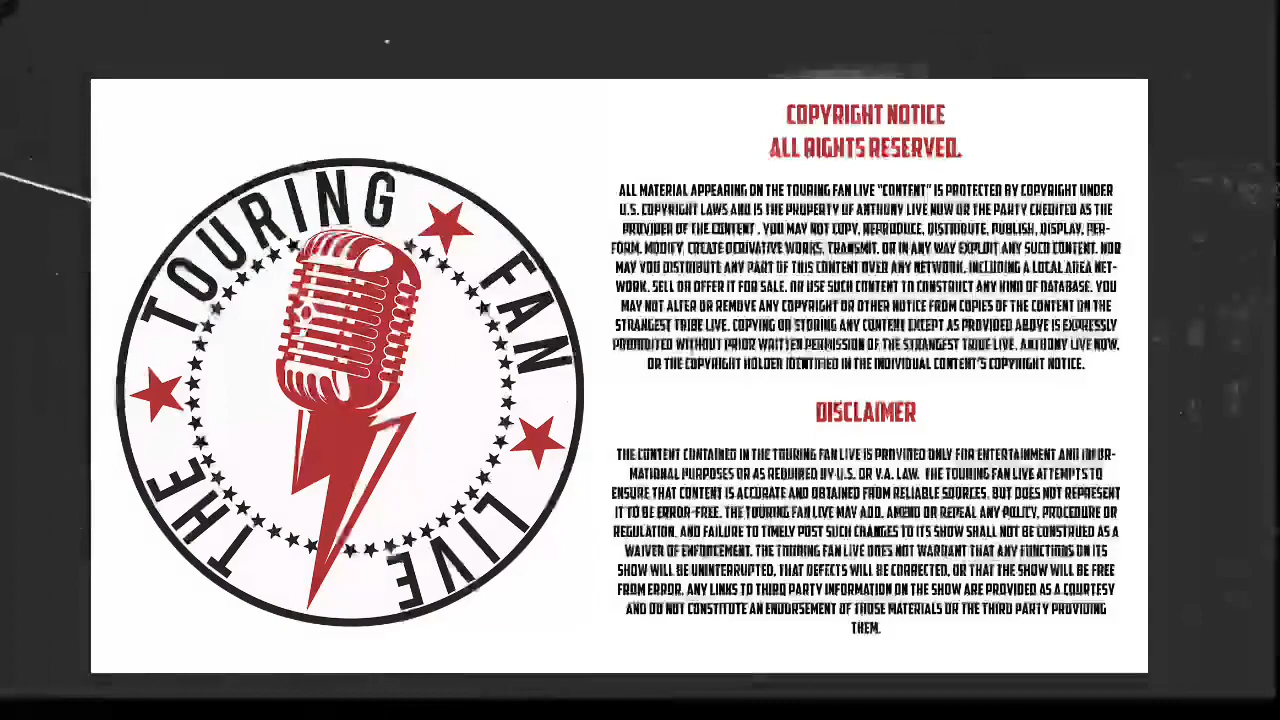 THE TOURING FAN LIVE
COPYRIGHT NOTICE
ALL RIGHTS RESERVED.
ALL MATERIAL APPEARING ON THE TOURING FAN LIVE "CONTENT" IS PROTECTED BY COPYRIGHT UNDER
U.S. COPYRIGHT LAWS AND IS THE PROPERTY OF ANTHONY LIVE NOW OR THE PARTY CREDITED AS THE
PROVIDER OF THE CONTENT . YOU MAY NOT COPY, REPRODUCE, DISTRIBUTE, PUBLISH, DISPLAY, PER-
FORM, MODIFY, CREATE DERIVATIVE WORKS, TRANSMIT, OR IN ANY WAY EXPLOIT ANY SUCH CONTENT, NOR
MAY YOU DISTRIBUTE ANY PART OF THIS CONTENT OVER ANY NETWORK, INCLUDING A LOCAL AREA NET-
WORK, SELL OR OFFER IT FOR SALE, OR USE SUCH CONTENT TO CONSTRUCT ANY KIND OF DATABASE. YOU
MAY NOT ALTER OR REMOVE ANY COPYRIGHT OR OTHER NOTICE FROM COPIES OF THE CONTENT ON THE
STRANGEST TRIBE LIVE. COPYING OR STORING ANY CONTENT EXCEPT AS PROVIDED ABOVE IS EXPRESSLY
PROHIBITED WITHOUT PRIOR WRITTEN PERMISSION OF THE STRANGEST TRIBE LIVE, ANTHONY LIVE NOW,
OR THE COPYRIGHT HOLDER IDENTIFIED IN THE INDIVIDUAL CONTENT'S COPYRIGHT NOTICE.
DISCLAIMER
THE CONTENT CONTAINED IN THE TOURING FAN LIVE IS PROVIDED ONLY FOR ENTERTAINMENT AND INFOR-
MATIONAL PURPOSES OR AS REQUIRED BY U.S. OR V.A. LAW. THE TOURING FAN LIVE ATTEMPTS TO
ENSURE THAT CONTENT IS ACCURATE AND OBTAINED FROM RELIABLE SOURCES, BUT DOES NOT REPRESENT
IT TO BE ERROR-FREE. THE TOURING FAN LIVE MAY ADD, AMEND OR REPEAL ANY POLICY, PROCEDURE OR
REGULATION, AND FAILURE TO TIMELY POST SUCH CHANGES TO ITS SHOW SHALL NOT BE CONSTRUED AS A
WAIVER OF ENFORCEMENT. THE TOURING FAN LIVE DOES NOT WARRANT THAT ANY FUNCTIONS ON ITS
SHOW WILL BE UNINTERRUPTED, THAT DEFECTS WILL BE CORRECTED, OR THAT THE SHOW WILL BE FREE
FROM ERROR. ANY LINKS TO THIRD PARTY INFORMATION ON THE SHOW ARE PROVIDED AS A COURTESY
AND DO NOT CONSTITUTE AN ENDORSEMENT OF THOSE MATERIALS OR THE THIRD PARTY PROVIDING
THEM.